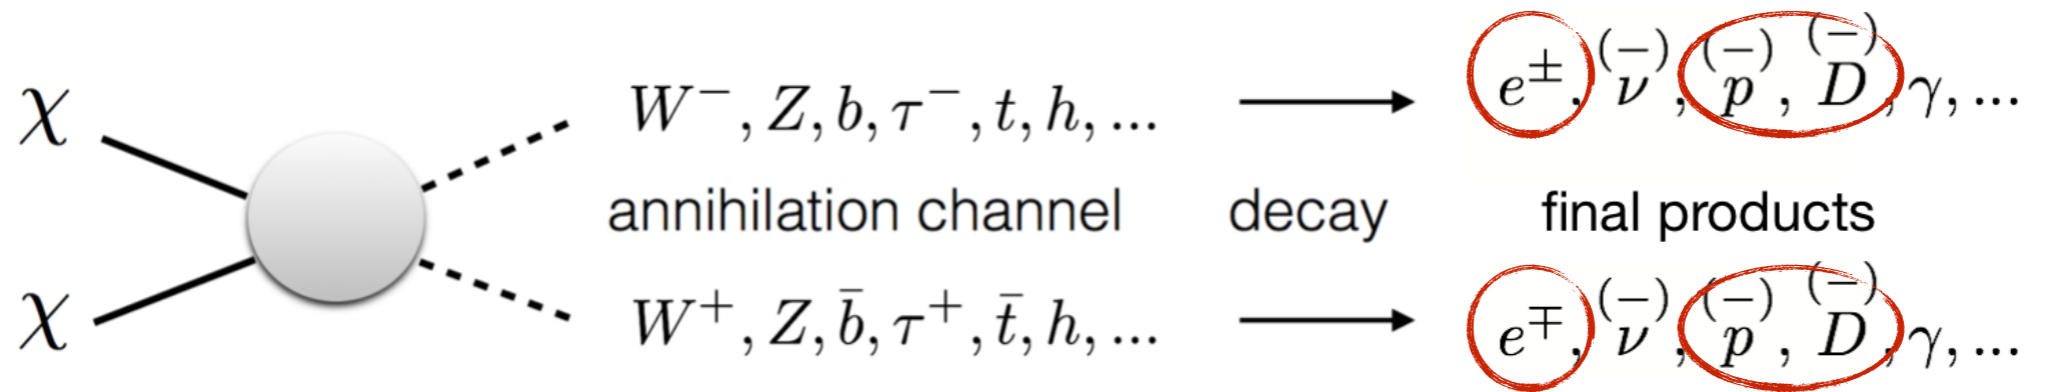 χ W⁻, Z, b, τ⁻, t, h, ... e^±, ν^(−), p^(−), D^(−), γ, ...
annihilation channel decay final products
χ W⁺, Z, b̄, τ⁺, t̄, h, ... e^∓, ν^(−), p^(−), D^(−), γ, ...